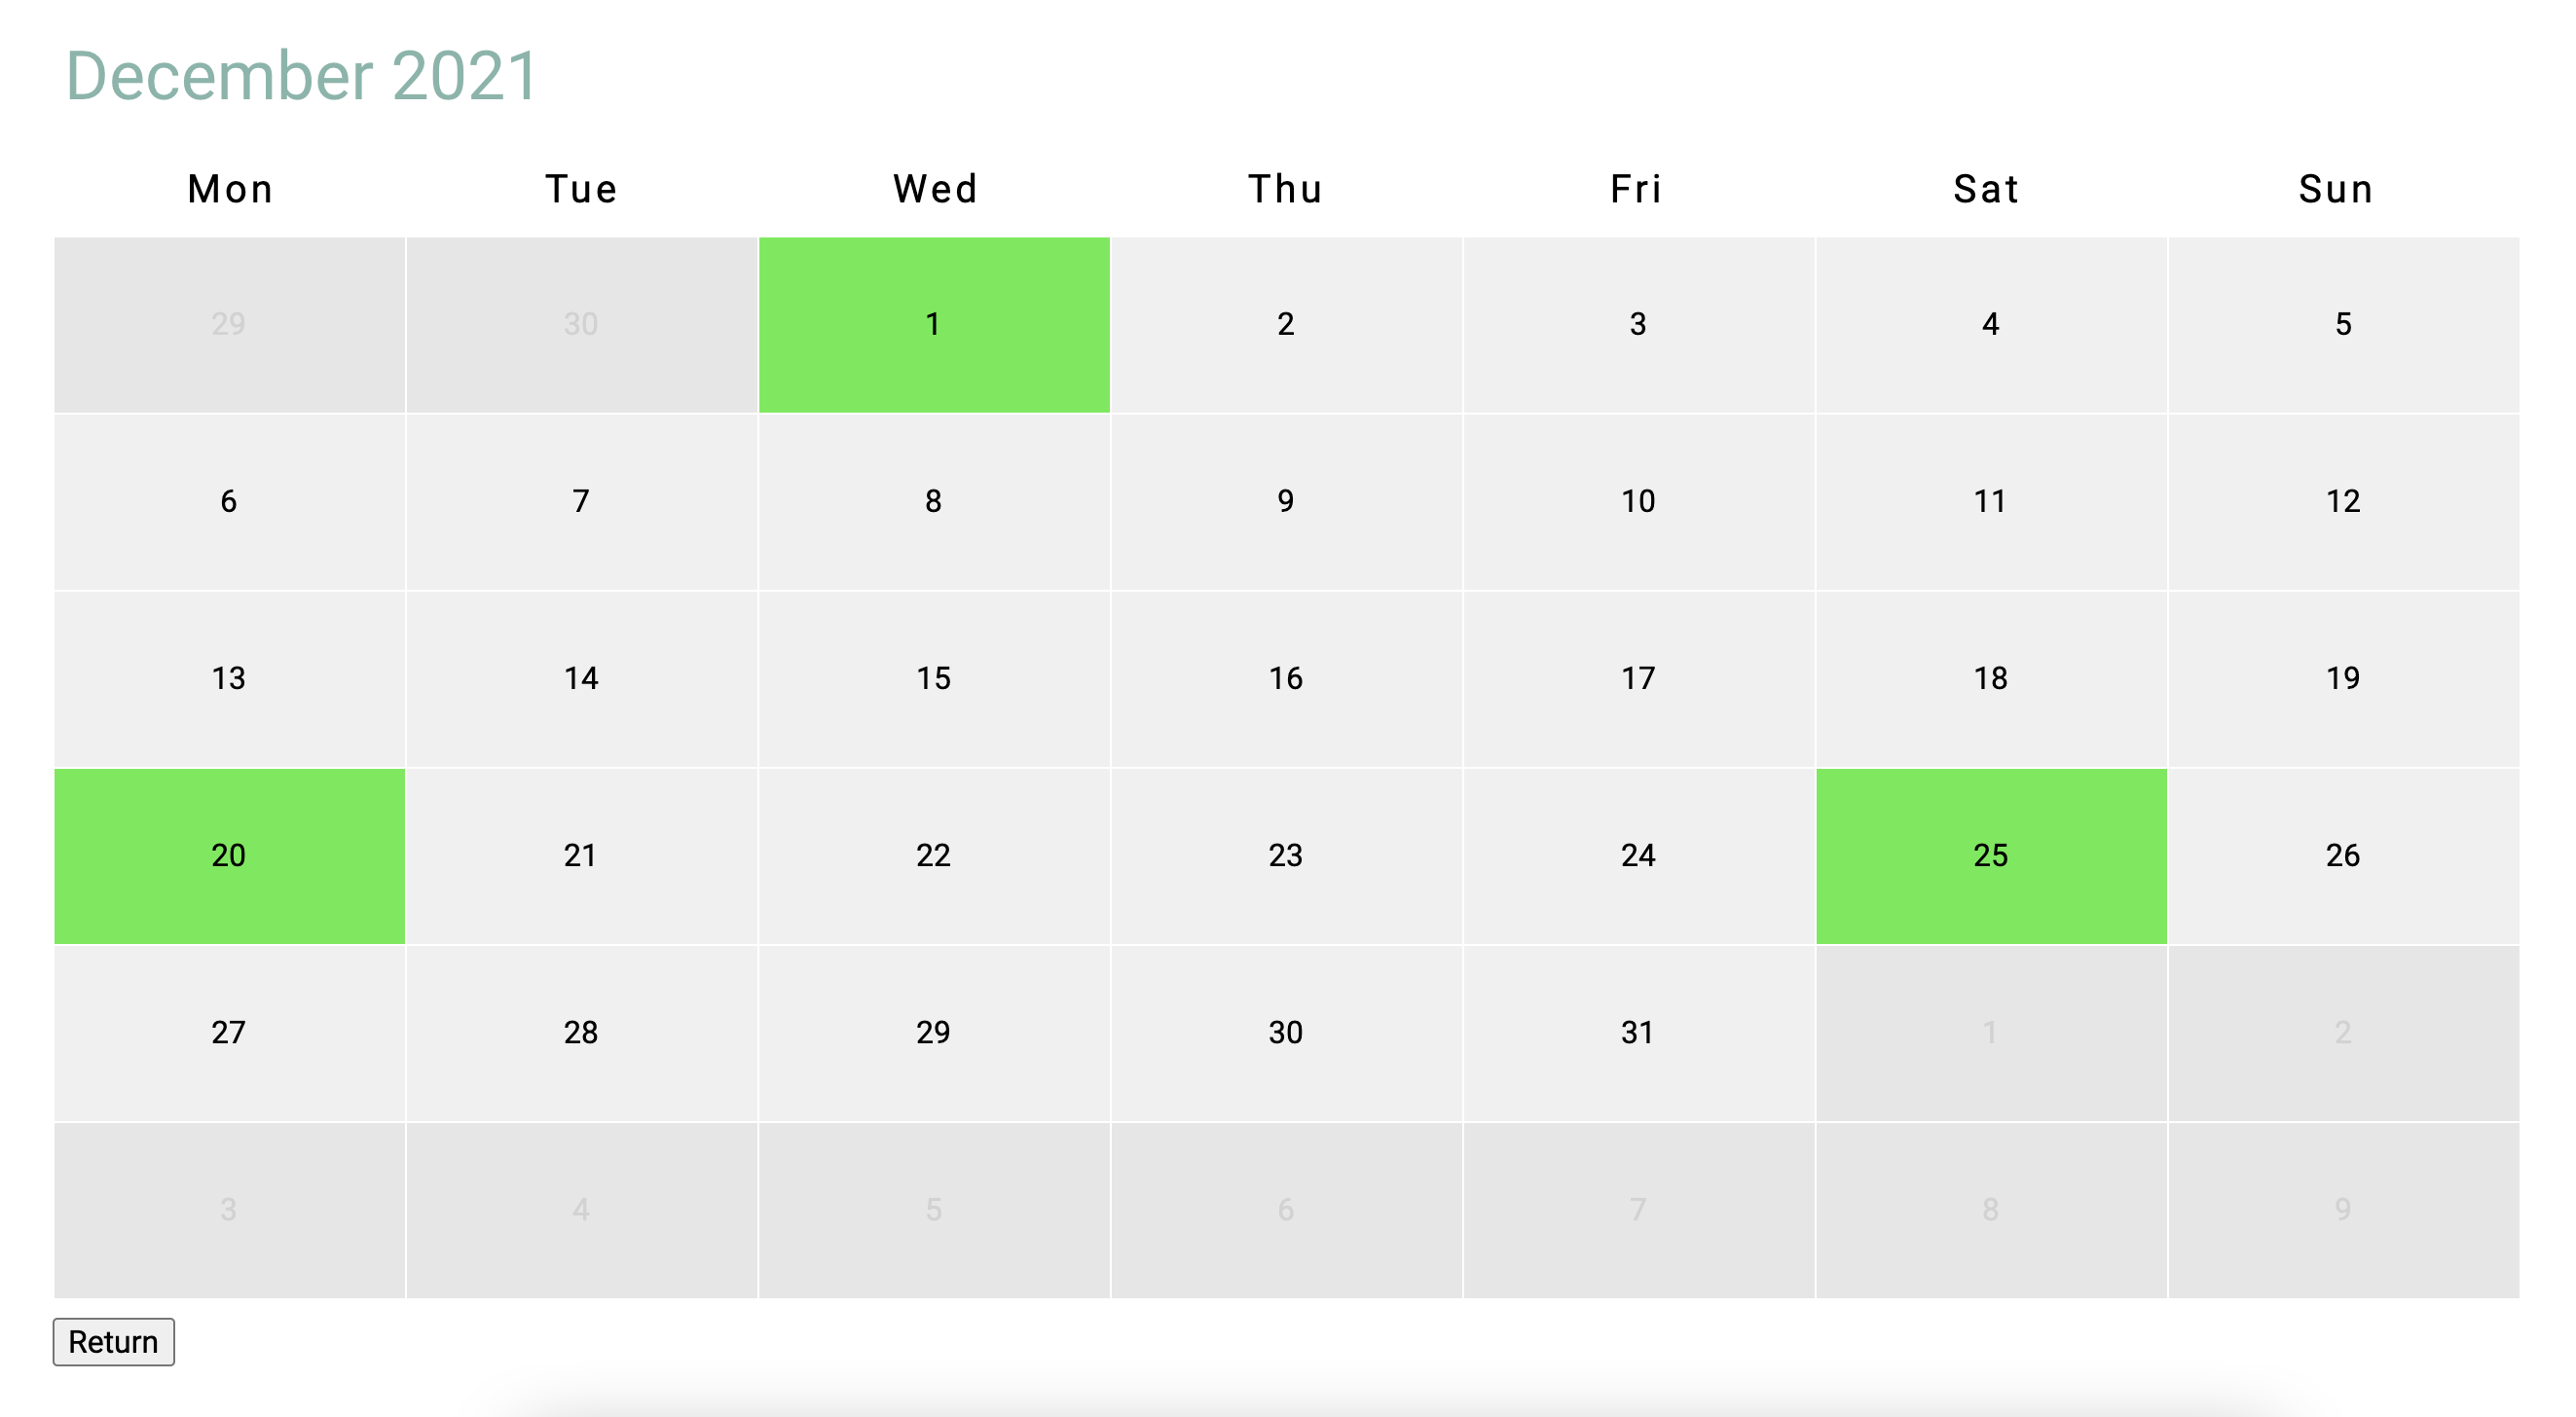 December 2021
Mon Tue Wed Thu Fri Sat Sun
29 30 1 2 3 4 5
6 7 8 9 10 11 12
13 14 15 16 17 18 19
20 21 22 23 24 25 26
27 28 29 30 31 1 2
3 4 5 6 7 8 9
Return